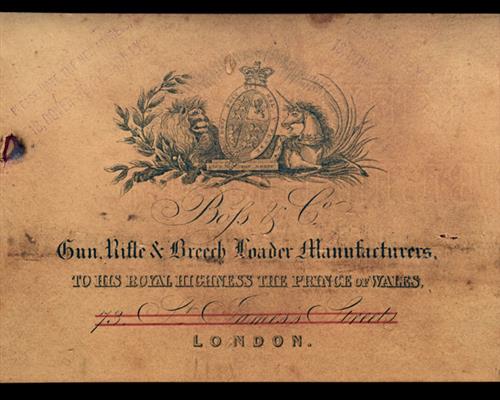 Boſs & Co.
Gun, Rifle & Breech Loader Manufacturers,
TO HIS ROYAL HIGHNESS THE PRINCE OF WALES,
73, St. James's Street
LONDON.